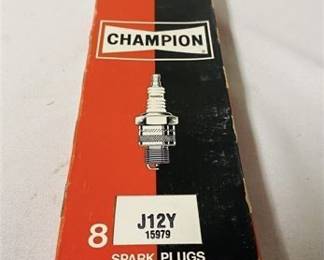 CHAMPION
J12Y
8 15979
SPARK PLUGS